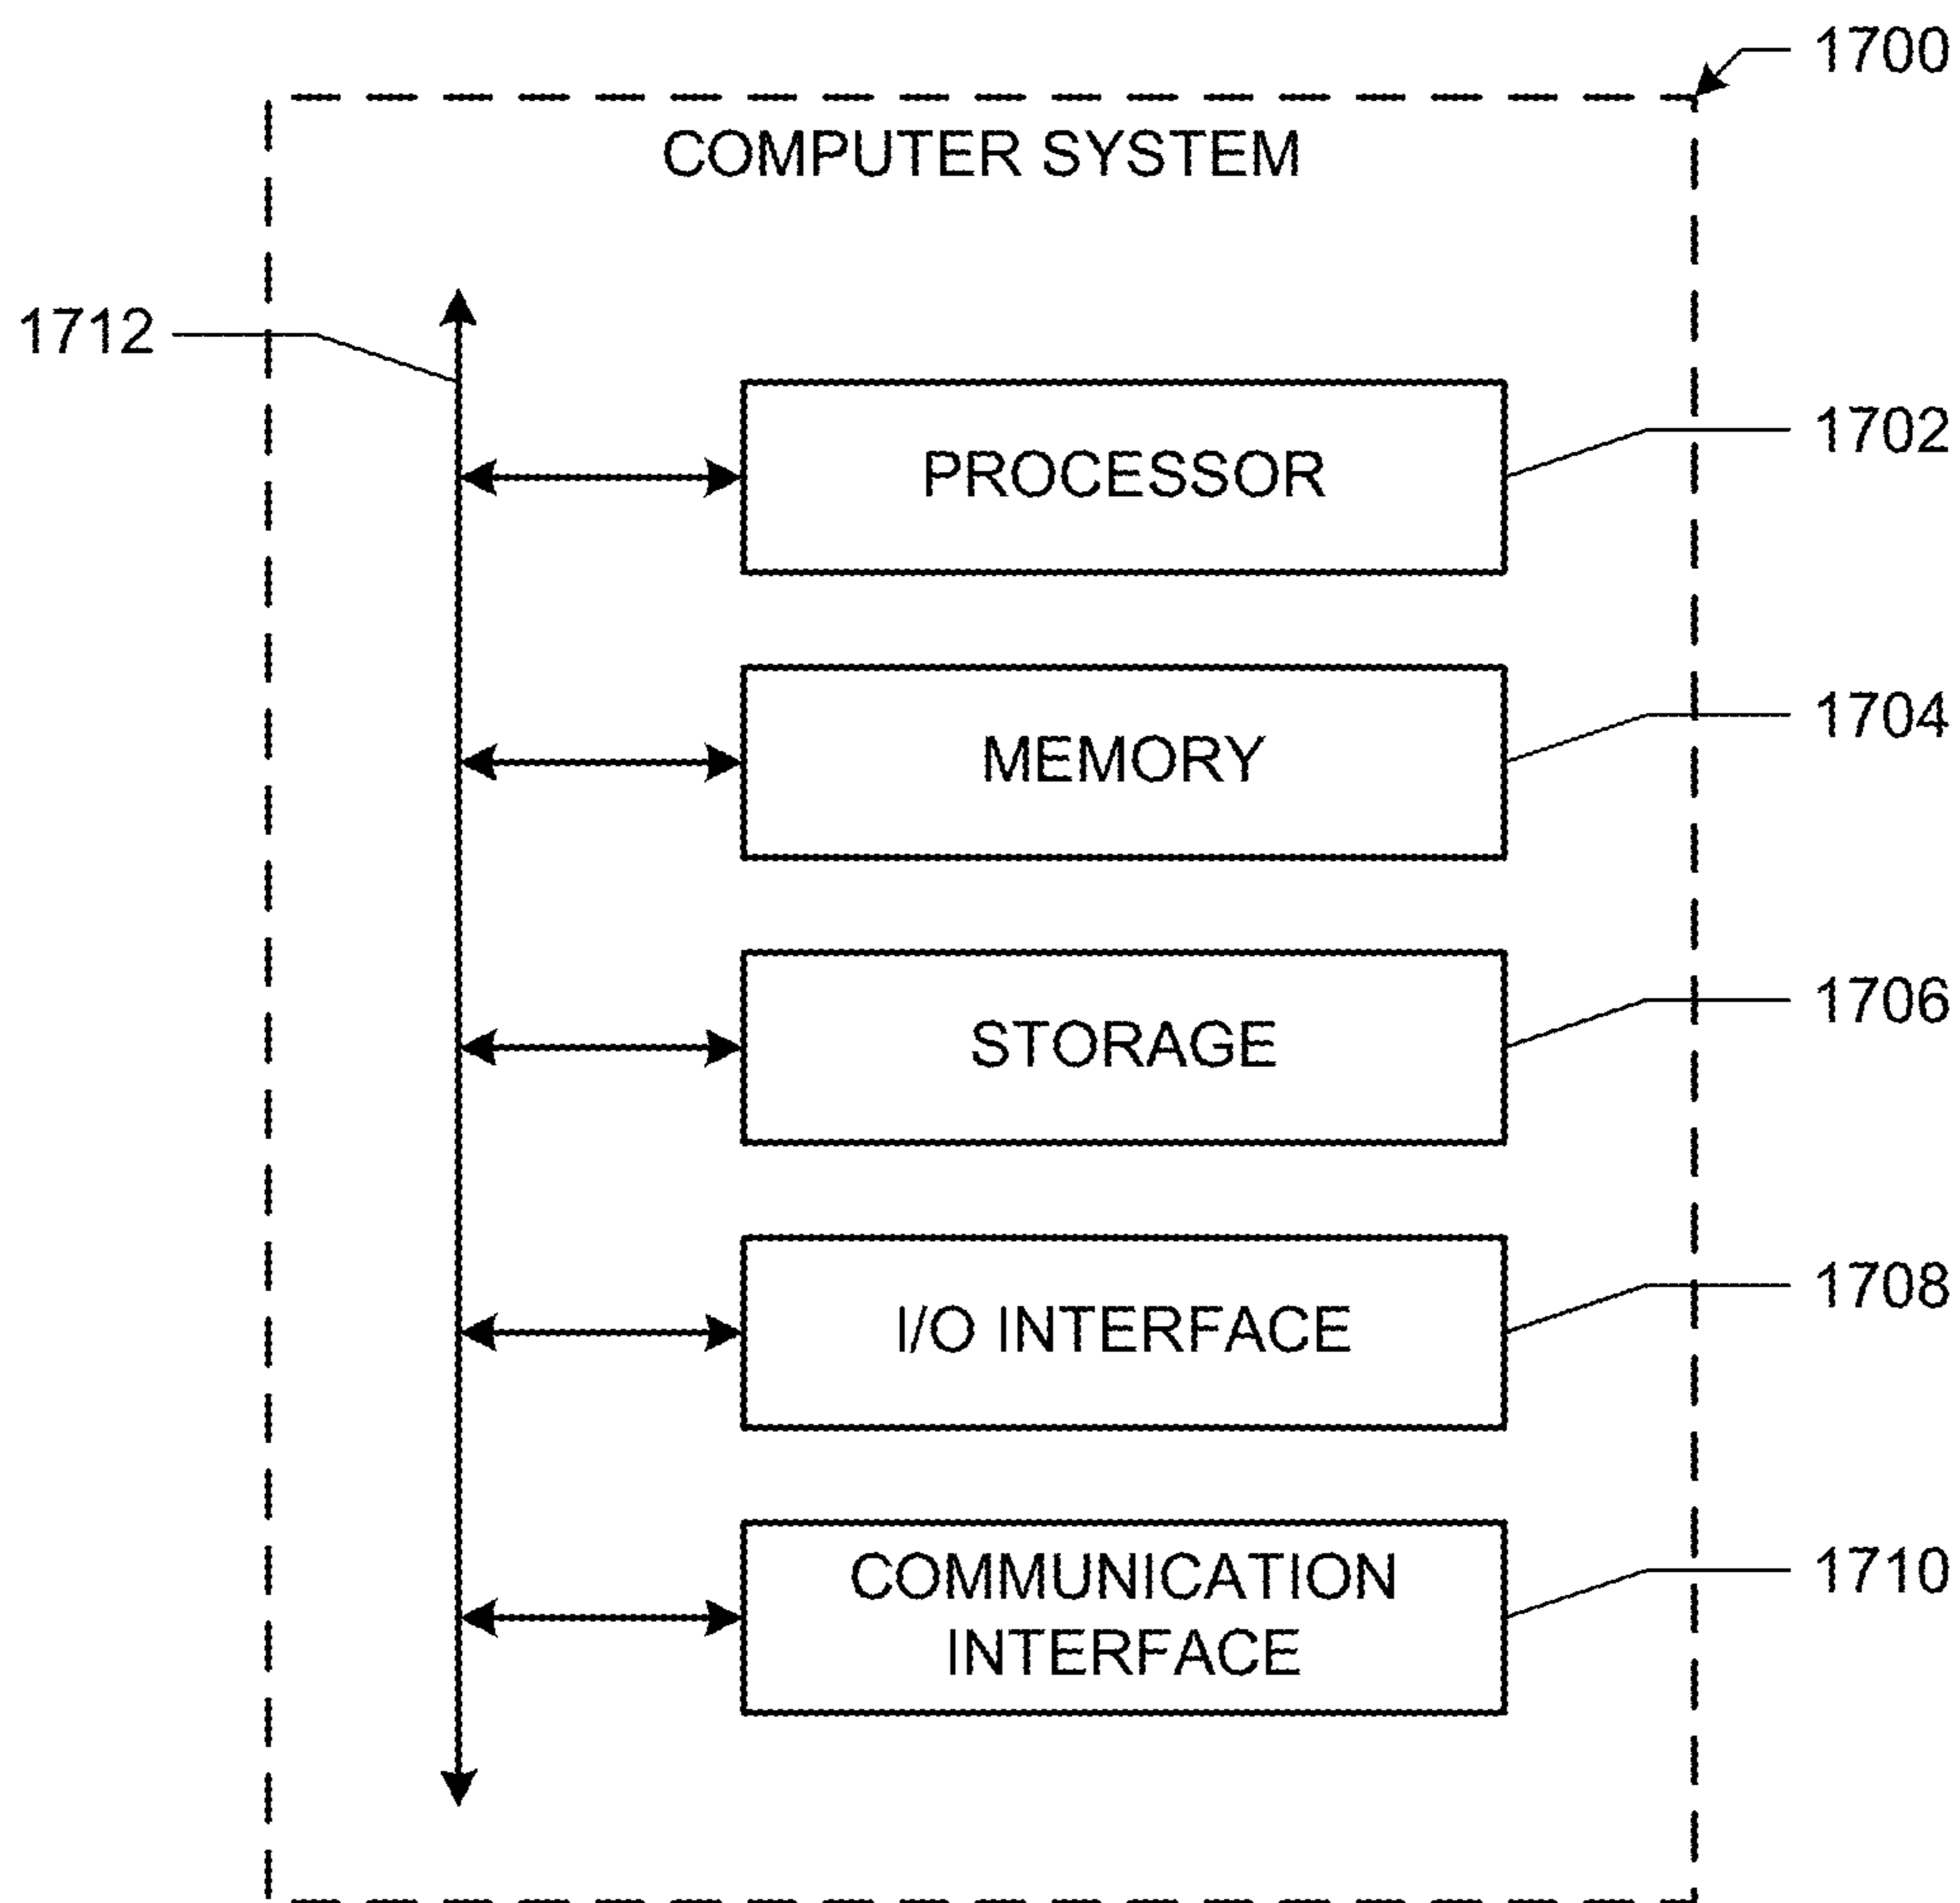 1700
COMPUTER SYSTEM
1712
PROCESSOR
1702
MEMORY
1704
STORAGE
1706
I/O INTERFACE
1708
COMMUNICATION
INTERFACE
1710